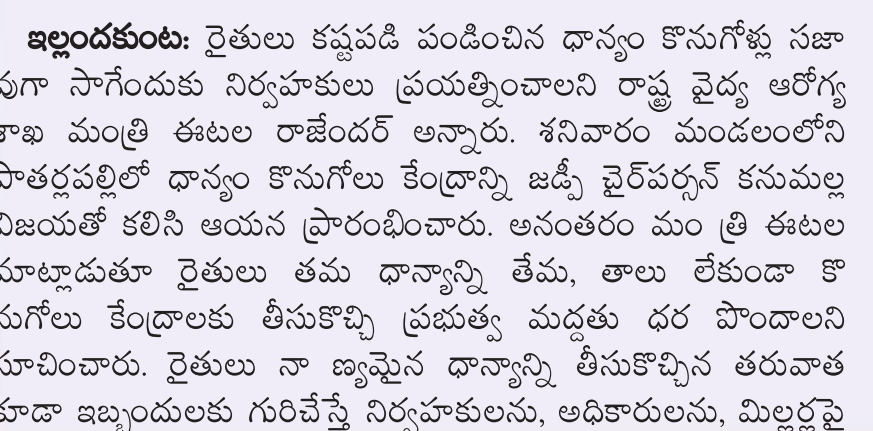 ఇల్లందకుంట: రైతులు కష్టపడి పండించిన ధాన్యం కొనుగోళ్లు సజా
వుగా సాగేందుకు నిర్వహకులు ప్రయత్నించాలని రాష్ట్ర వైద్య ఆరోగ్య
శాఖ మంత్రి ఈటల రాజేందర్ అన్నారు. శనివారం మండలంలోని
పాతర్లపల్లిలో ధాన్యం కొనుగోలు కేంద్రాన్ని జడ్పీ చైర్‌పర్సన్ కనుమల్ల
విజయతో కలిసి ఆయన ప్రారంభించారు. అనంతరం మం త్రి ఈటల
మాట్లాడుతూ రైతులు తమ ధాన్యాన్ని తేమ, తాలు లేకుండా కొ
నుగోలు కేంద్రాలకు తీసుకొచ్చి ప్రభుత్వ మద్దతు ధర పొందాలని
సూచించారు. రైతులు నా ణ్యమైన ధాన్యాన్ని తీసుకొచ్చిన తరువాత
కూడా ఇబ్బందులకు గురిచేస్తే నిర్వహకులను, అధికారులను, మిల్లర్లపై